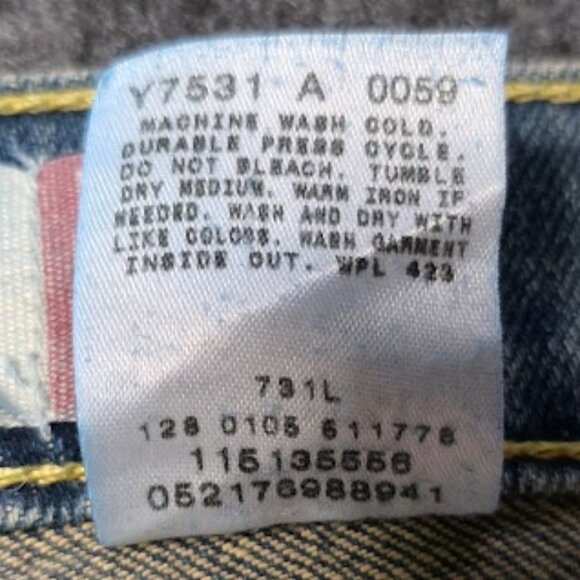 Y7531 A 0059
MACHINE WASH COLD.
DURABLE PRESS CYCLE.
DO NOT BLEACH. TUMBLE
DRY MEDIUM. WARM IRON IF
NEEDED. WASH AND DRY WITH
LIKE COLORS. WASH GARMENT
INSIDE OUT. WPL 423
731L
128 0105 511778
115135556
052176988941